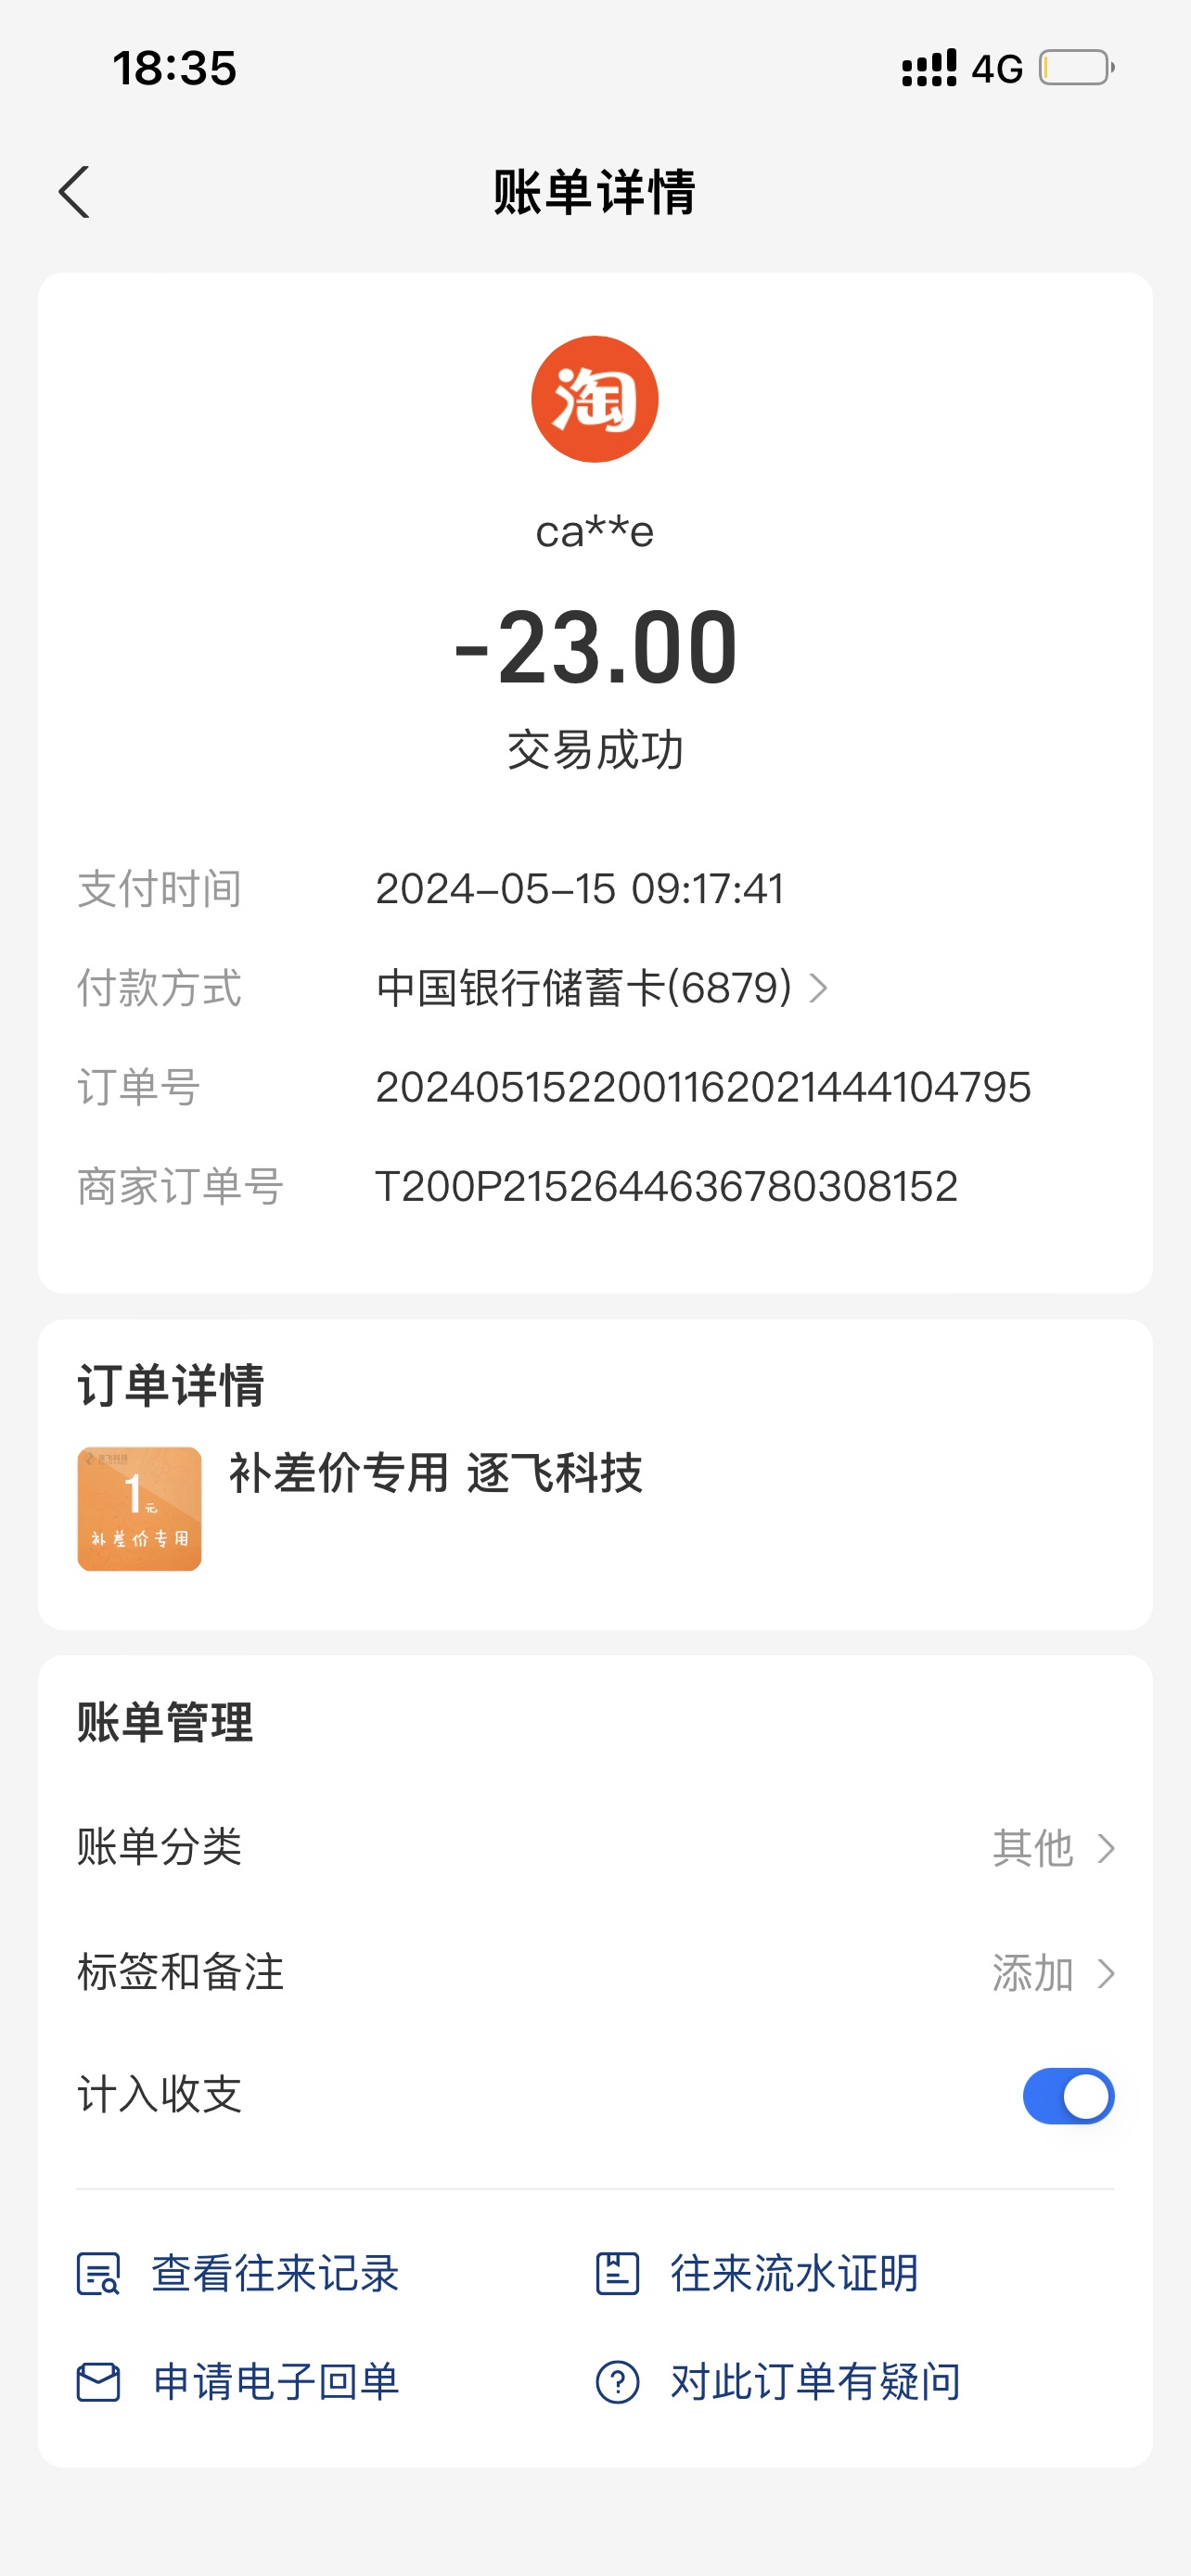 18:35 4G
账单详情
淘
ca**e
-23.00
交易成功
支付时间 2024-05-15 09:17:41
付款方式 中国银行储蓄卡(6879)
订单号 2024051522001162021444104795
商家订单号 T200P2152644636780308152
订单详情
逐飞科技
1元
补差价专用
补差价专用 逐飞科技
账单管理
账单分类 其他
标签和备注 添加
计入收支
查看往来记录 往来流水证明
申请电子回单 对此订单有疑问